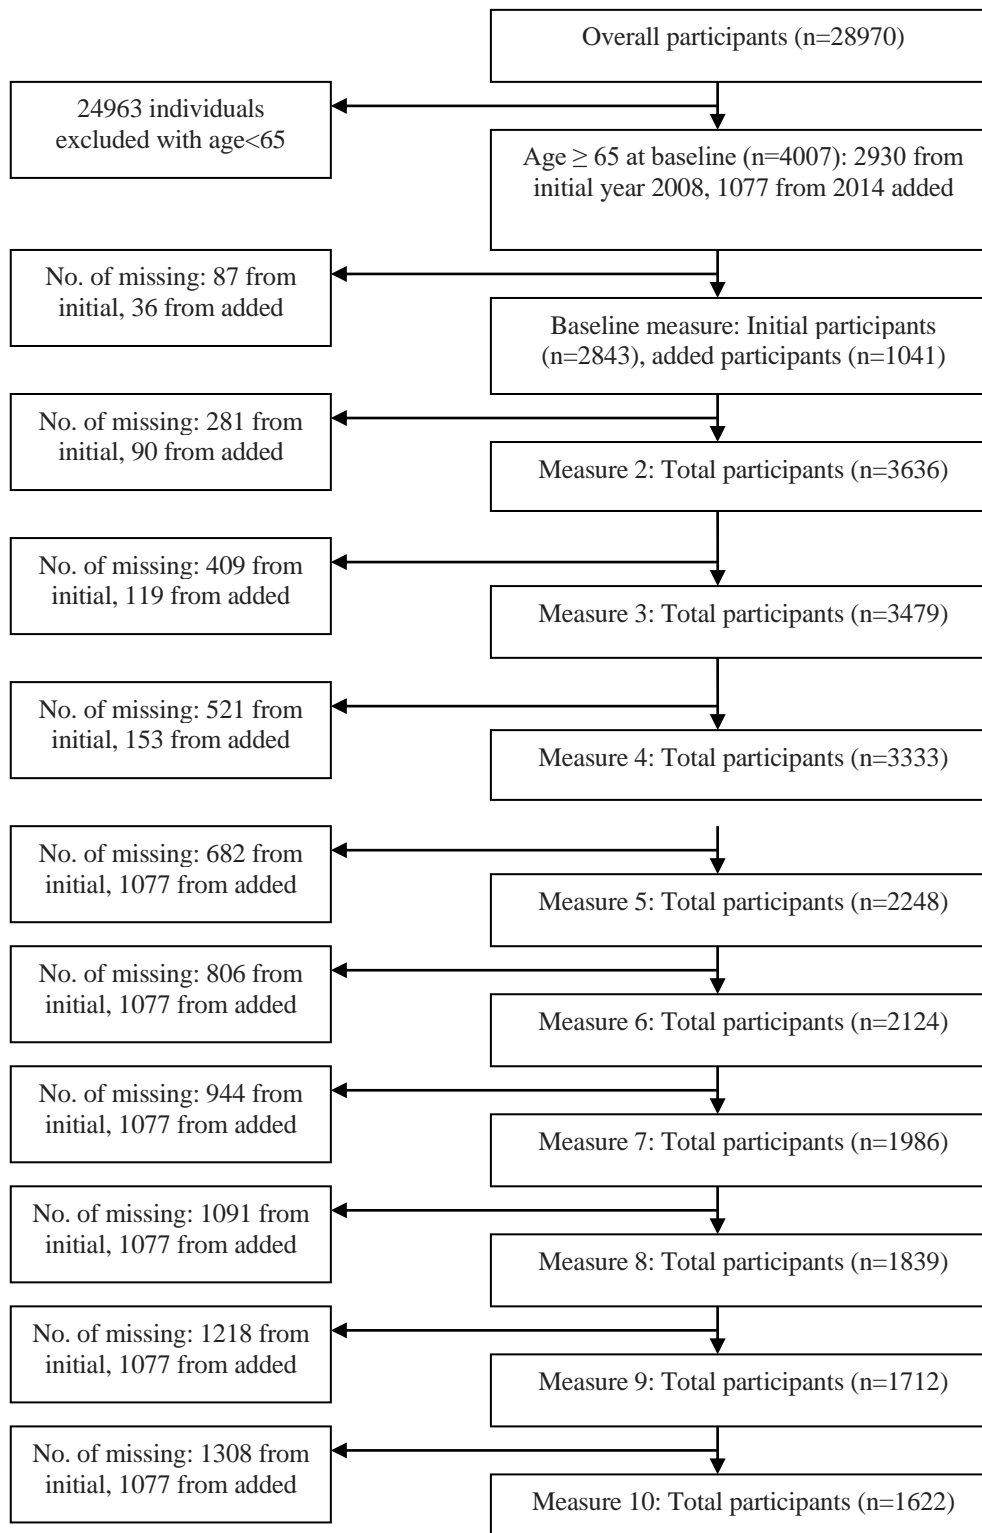 Overall participants (n=28970)
24963 individuals
excluded with age<65
Age ≥ 65 at baseline (n=4007): 2930 from
initial year 2008, 1077 from 2014 added
No. of missing: 87 from
initial, 36 from added
Baseline measure: Initial participants
(n=2843), added participants (n=1041)
No. of missing: 281 from
initial, 90 from added
Measure 2: Total participants (n=3636)
No. of missing: 409 from
initial, 119 from added
Measure 3: Total participants (n=3479)
No. of missing: 521 from
initial, 153 from added
Measure 4: Total participants (n=3333)
No. of missing: 682 from
initial, 1077 from added
Measure 5: Total participants (n=2248)
No. of missing: 806 from
initial, 1077 from added
Measure 6: Total participants (n=2124)
No. of missing: 944 from
initial, 1077 from added
Measure 7: Total participants (n=1986)
No. of missing: 1091 from
initial, 1077 from added
Measure 8: Total participants (n=1839)
No. of missing: 1218 from
initial, 1077 from added
Measure 9: Total participants (n=1712)
No. of missing: 1308 from
initial, 1077 from added
Measure 10: Total participants (n=1622)